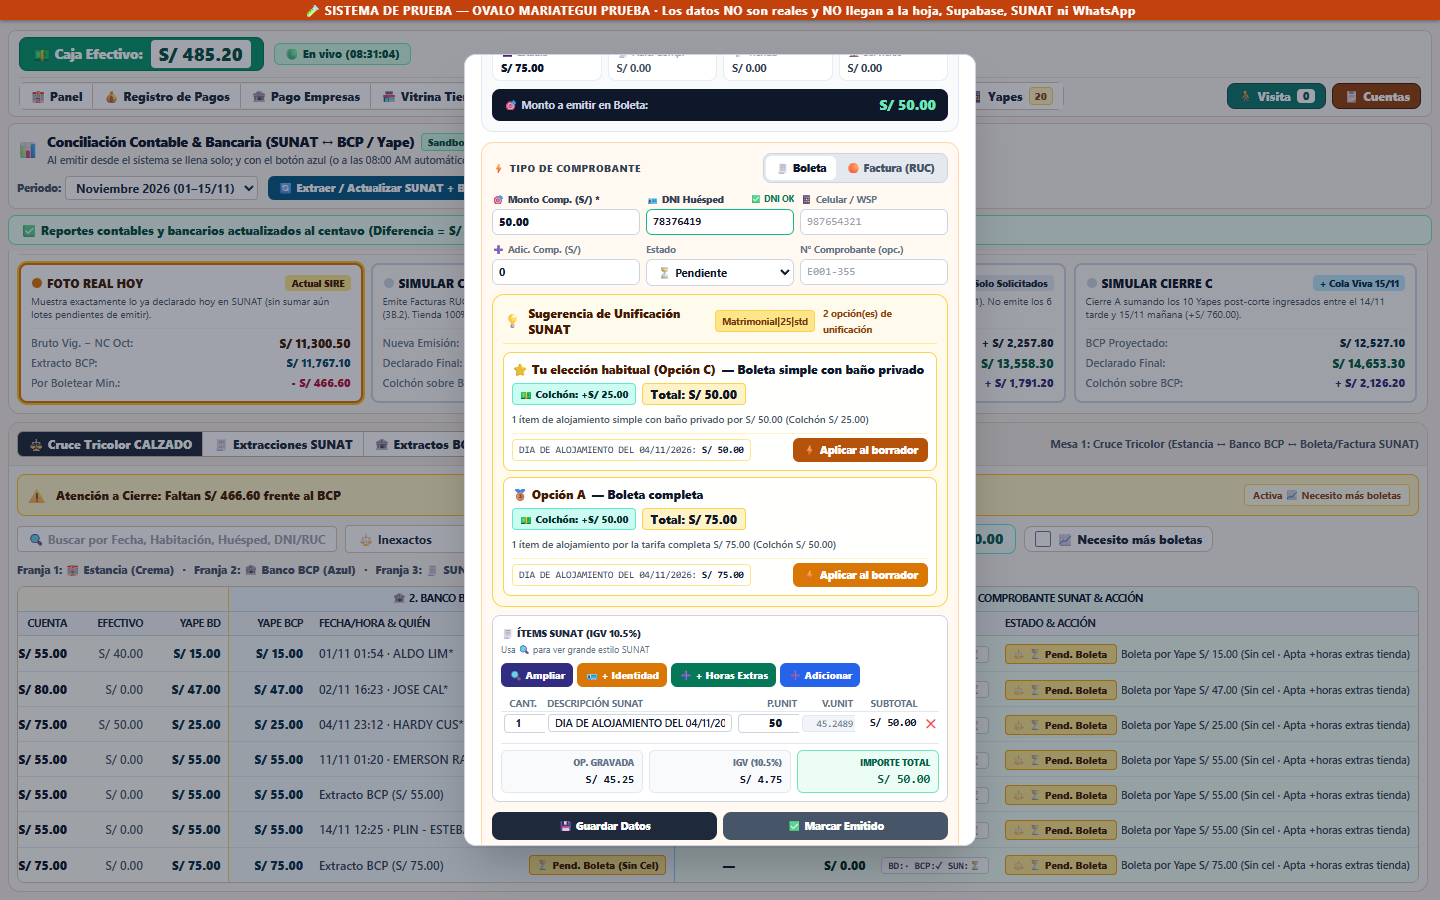 SISTEMA DE PRUEBA — OVALO MARIATEGUI PRUEBA · Los datos NO son reales y NO llegan a la hoja, Supabase, SUNAT ni WhatsApp
Caja Efectivo: S/ 485.20
En vivo (08:31:04)
Panel
Registro de Pagos
Pago Empresas
Vitrina
Yapes 20
Visita 0
Cuentas
Conciliación Contable & Bancaria (SUNAT ↔ BCP / Yape)
Al emitir desde el sistema se llena solo; y con el botón azul (o a las 08:00 AM
Periodo: Noviembre 2026 (01–15/11)
Extraer / Actualizar SUNAT +
Reportes contables y bancarios actualizados al centavo (Diferencia = S/
FOTO REAL HOY
Actual SIRE
Muestra exactamente lo ya declarado hoy en SUNAT (sin sumar aún
lotes pendientes de emitir).
Bruto Vig. – NC Oct: S/ 11,300.50
Extracto BCP: S/ 11,767.10
Por Boletear Min.: - S/ 466.60
SIMULAR
Emite Facturas
(3B.2). Tienda
Nueva Emisión:
Declarado Final:
Colchón sobre
Solo Solicitados
No emite los 6
+ S/ 2,257.80
S/ 13,558.30
+ S/ 1,791.20
SIMULAR CIERRE C
+ Cola Viva 15/11
Cierre A sumando los 10 Yapes post-corte ingresados entre el 14/11
tarde y 15/11 mañana (+S/ 760.00).
BCP Proyectado: S/ 12,527.10
Declarado Final: S/ 14,653.30
Colchón sobre BCP: + S/ 2,126.20
Cruce Tricolor CALZADO
Extracciones SUNAT
Extractos
Mesa 1: Cruce Tricolor (Estancia ↔ Banco BCP ↔ Boleta/Factura SUNAT)
Atención a Cierre: Faltan S/ 466.60 frente al BCP
Activa Necesito más boletas
Buscar por Fecha, Habitación, Huésped, DNI/RUC
Inexactos
0.00
Necesito más boletas
Franja 1: Estancia (Crema) · Franja 2: Banco BCP (Azul) · Franja 3:
2. BANCO
COMPROBANTE SUNAT & ACCIÓN
CUENTA EFECTIVO YAPE BD YAPE BCP FECHA/HORA & QUIÉN ESTADO & ACCIÓN
S/ 55.00 S/ 40.00 S/ 15.00 S/ 15.00 01/11 01:54 · ALDO LIM* Pend. Boleta Boleta por Yape S/ 15.00 (Sin cel · Apta +horas extras tienda)
S/ 80.00 S/ 0.00 S/ 47.00 S/ 47.00 02/11 16:23 · JOSE CAL* Pend. Boleta Boleta por Yape S/ 47.00 (Sin cel · Apta +horas extras tienda)
S/ 75.00 S/ 50.00 S/ 25.00 S/ 25.00 04/11 23:12 · HARDY CUS* Pend. Boleta Boleta por Yape S/ 25.00 (Sin cel · Apta +horas extras tienda)
S/ 55.00 S/ 0.00 S/ 55.00 S/ 55.00 11/11 01:20 · EMERSON Pend. Boleta Boleta por Yape S/ 55.00 (Sin cel · Apta +horas extras tienda)
S/ 55.00 S/ 0.00 S/ 55.00 S/ 55.00 Extracto BCP (S/ 55.00) Pend. Boleta Boleta por Yape S/ 55.00 (Sin cel · Apta +horas extras tienda)
S/ 55.00 S/ 0.00 S/ 55.00 S/ 55.00 14/11 12:25 · PLIN - Pend. Boleta Boleta por Yape S/ 55.00 (Sin cel · Apta +horas extras tienda)
S/ 75.00 S/ 0.00 S/ 75.00 S/ 75.00 Extracto BCP (S/ 75.00) Pend. Boleta (Sin Cel) — S/ 0.00 BD:· BCP:✓ SUN: Pend. Boleta Boleta por Yape S/ 75.00 (Sin cel · Apta +horas extras tienda)
S/ 75.00 S/ 0.00 S/ 0.00 S/ 0.00
Monto a emitir en Boleta: S/ 50.00
TIPO DE COMPROBANTE
Boleta
Factura (RUC)
Monto Comp. (S/) * DNI Huésped DNI OK Celular / WSP
50.00 78376419 987654321
Adic. Comp. (S/) Estado N° Comprobante (opc.)
0 Pendiente E001-355
Sugerencia de Unificación
SUNAT
Matrimonial|25|std
2 opción(es) de
unificación
Tu elección habitual (Opción C) — Boleta simple con baño privado
Colchón: +S/ 25.00
Total: S/ 50.00
1 ítem de alojamiento simple con baño privado por S/ 50.00 (Colchón S/ 25.00)
DIA DE ALOJAMIENTO DEL 04/11/2026: S/ 50.00
Aplicar al borrador
Opción A — Boleta completa
Colchón: +S/ 50.00
Total: S/ 75.00
1 ítem de alojamiento por la tarifa completa S/ 75.00 (Colchón S/ 50.00)
DIA DE ALOJAMIENTO DEL 04/11/2026: S/ 75.00
Aplicar al borrador
ÍTEMS SUNAT (IGV 10.5%)
Usa para ver grande estilo SUNAT
Ampliar
+ Identidad
+ Horas Extras
Adicionar
CANT. DESCRIPCIÓN SUNAT P.UNIT V.UNIT SUBTOTAL
1 DIA DE ALOJAMIENTO DEL 04/11/20 50 45.2489 S/ 50.00
OP. GRAVADA IGV (10.5%) IMPORTE TOTAL
S/ 45.25 S/ 4.75 S/ 50.00
Guardar Datos
Marcar Emitido